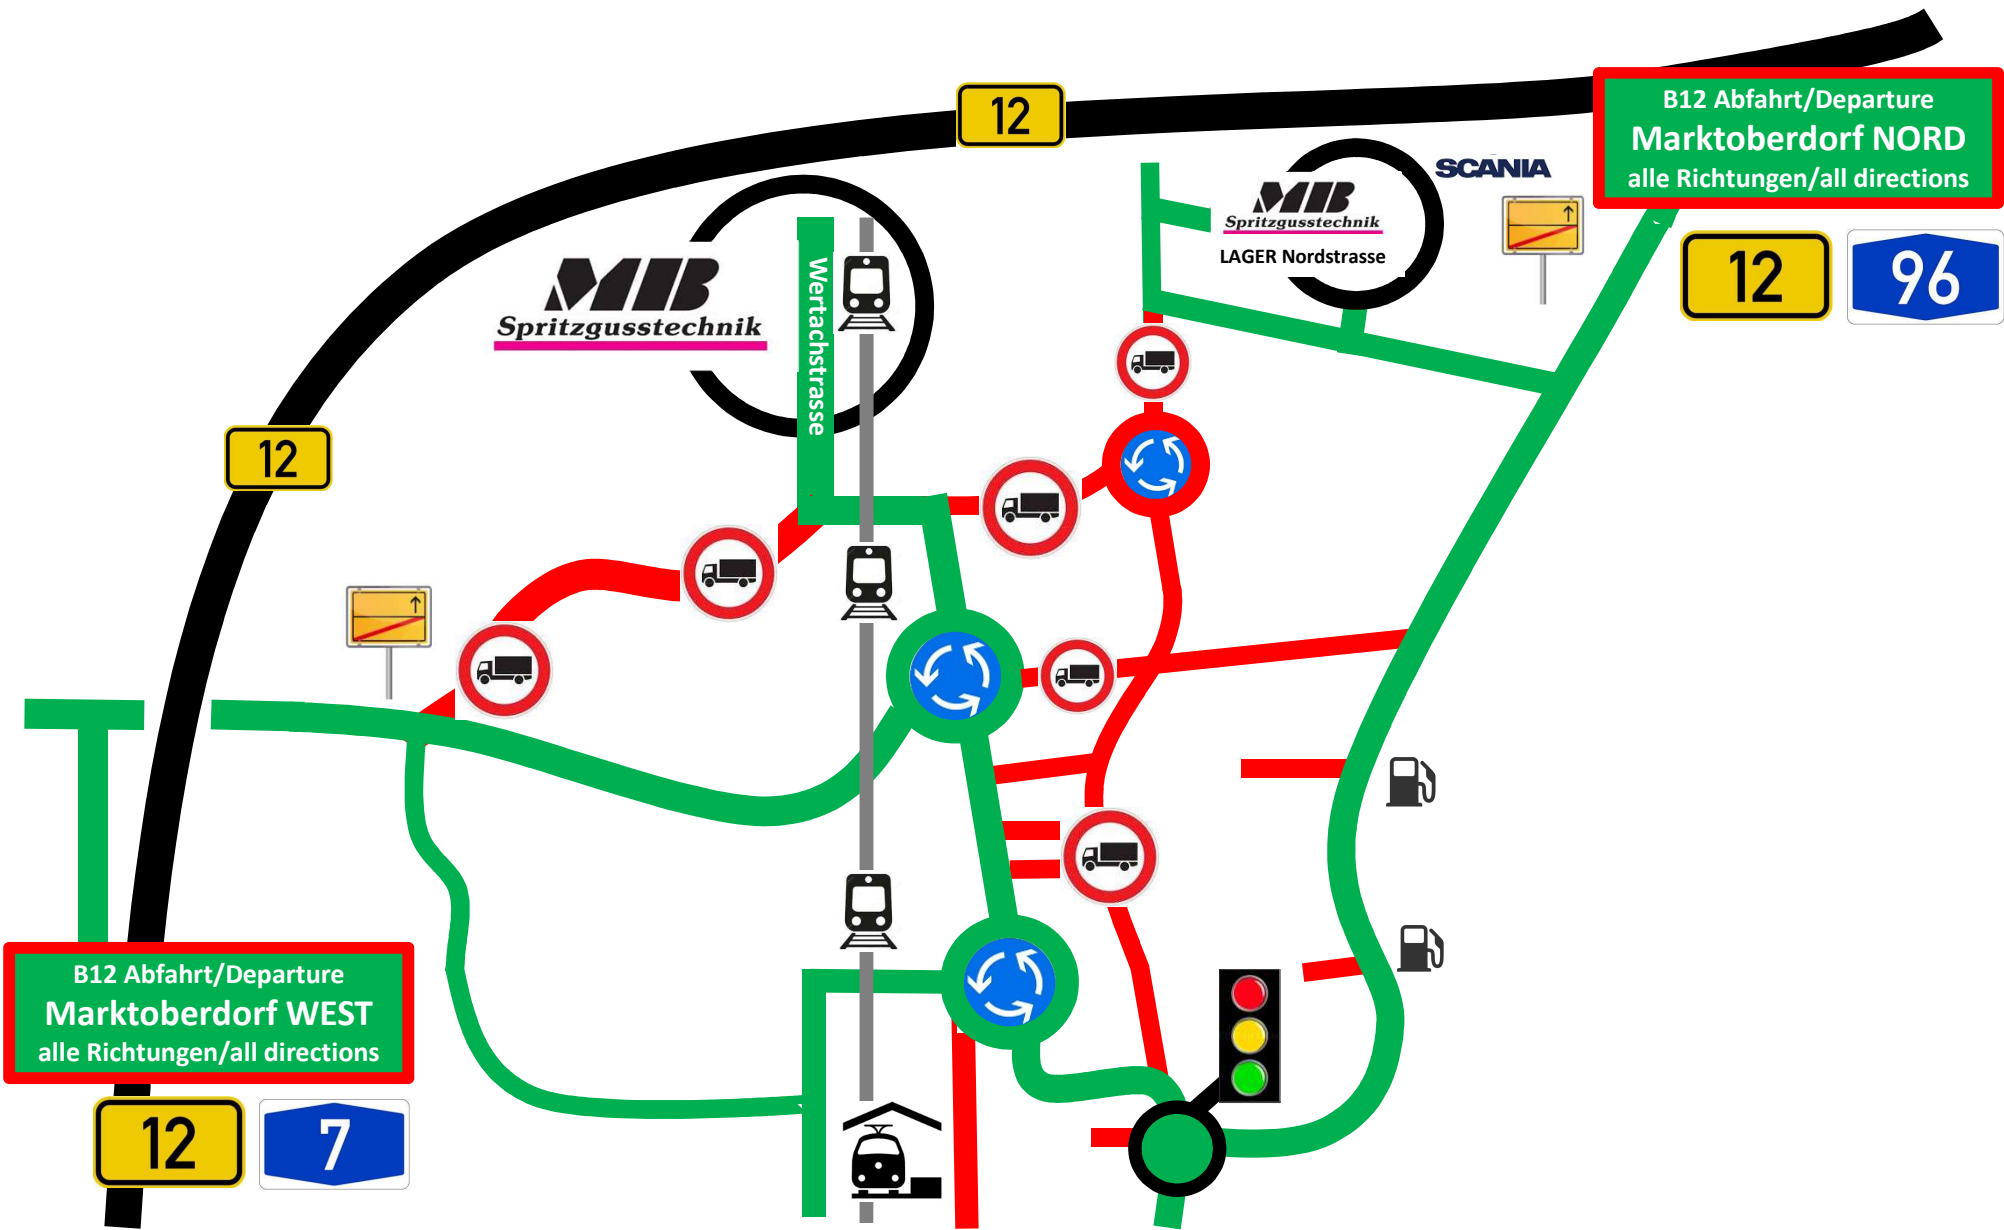 12
B12 Abfahrt/Departure
Marktoberdorf NORD
alle Richtungen/all directions
SCANIA
MB
Spritzgusstechnik
LAGER Nordstrasse
12
96
MB
Spritzgusstechnik
Wertachstrasse
12
B12 Abfahrt/Departure
Marktoberdorf WEST
alle Richtungen/all directions
12
7